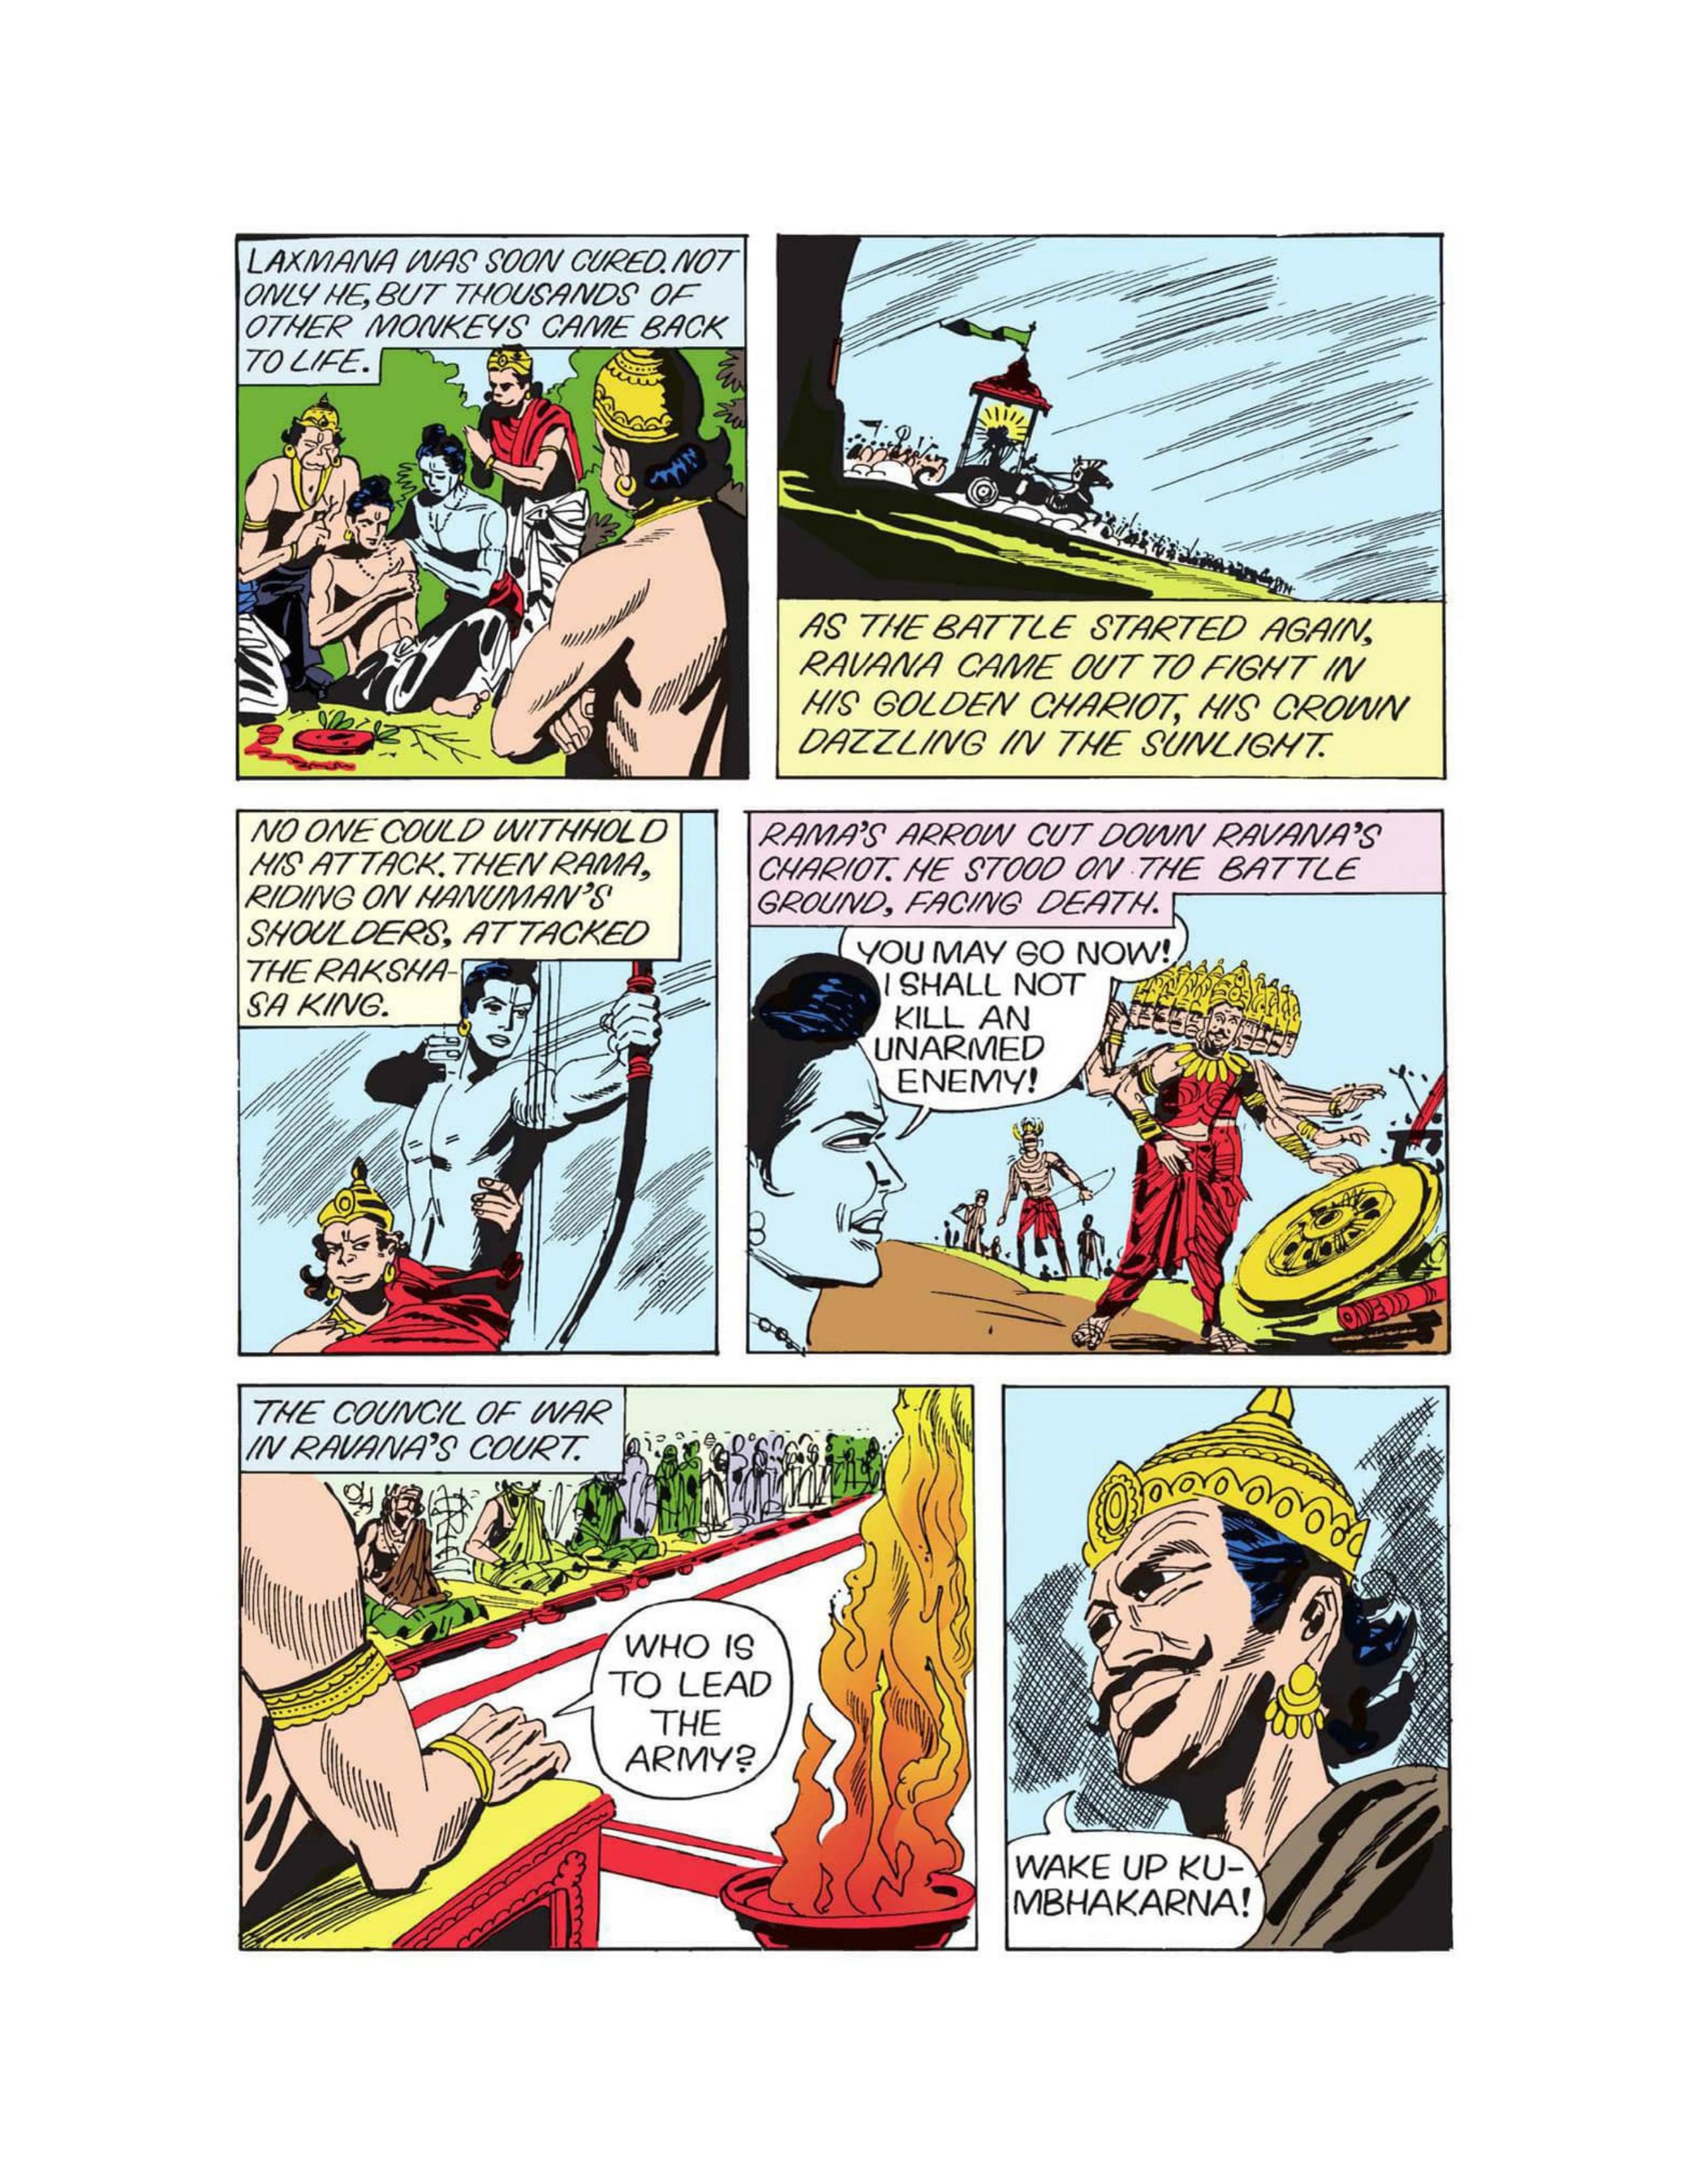 LAXMANA WAS SOON CURED. NOT
ONLY HE, BUT THOUSANDS OF
OTHER MONKEYS CAME BACK
TO LIFE.
AS THE BATTLE STARTED AGAIN,
RAVANA CAME OUT TO FIGHT IN
HIS GOLDEN CHARIOT, HIS CROWN
DAZZLING IN THE SUNLIGHT.
NO ONE COULD WITHHOLD
HIS ATTACK. THEN RAMA,
RIDING ON HANUMAN'S
SHOULDERS, ATTACKED
THE RAKSHA-
SA KING.
RAMA'S ARROW CUT DOWN RAVANA'S
CHARIOT. HE STOOD ON THE BATTLE
GROUND, FACING DEATH.
YOU MAY GO NOW!
I SHALL NOT
KILL AN
UNARMED
ENEMY!
THE COUNCIL OF WAR
IN RAVANA'S COURT.
WHO IS
TO LEAD
THE
ARMY?
WAKE UP KU-
MBHAKARNA!